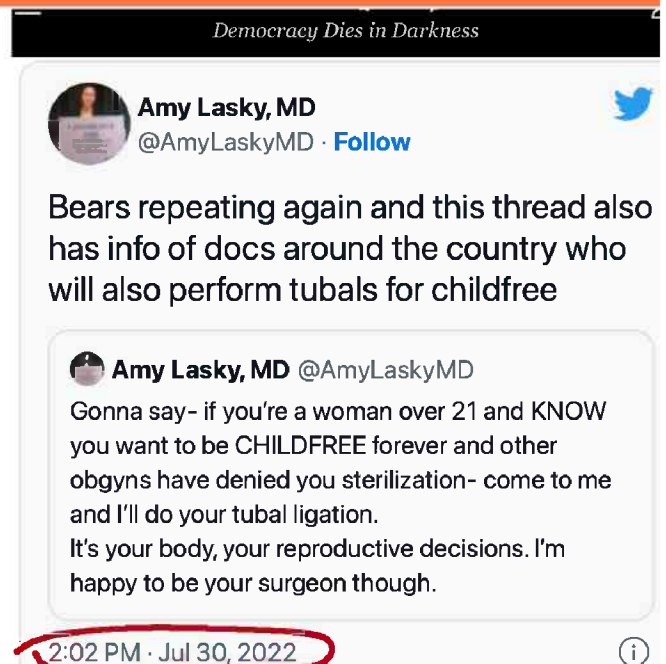 Democracy Dies in Darkness
Amy Lasky, MD
@AmyLaskyMD · Follow
Bears repeating again and this thread also
has info of docs around the country who
will also perform tubals for childfree
Amy Lasky, MD @AmyLaskyMD
Gonna say- if you're a woman over 21 and KNOW
you want to be CHILDFREE forever and other
obgyns have denied you sterilization- come to me
and I'll do your tubal ligation.
It's your body, your reproductive decisions. I'm
happy to be your surgeon though.
2:02 PM · Jul 30, 2022